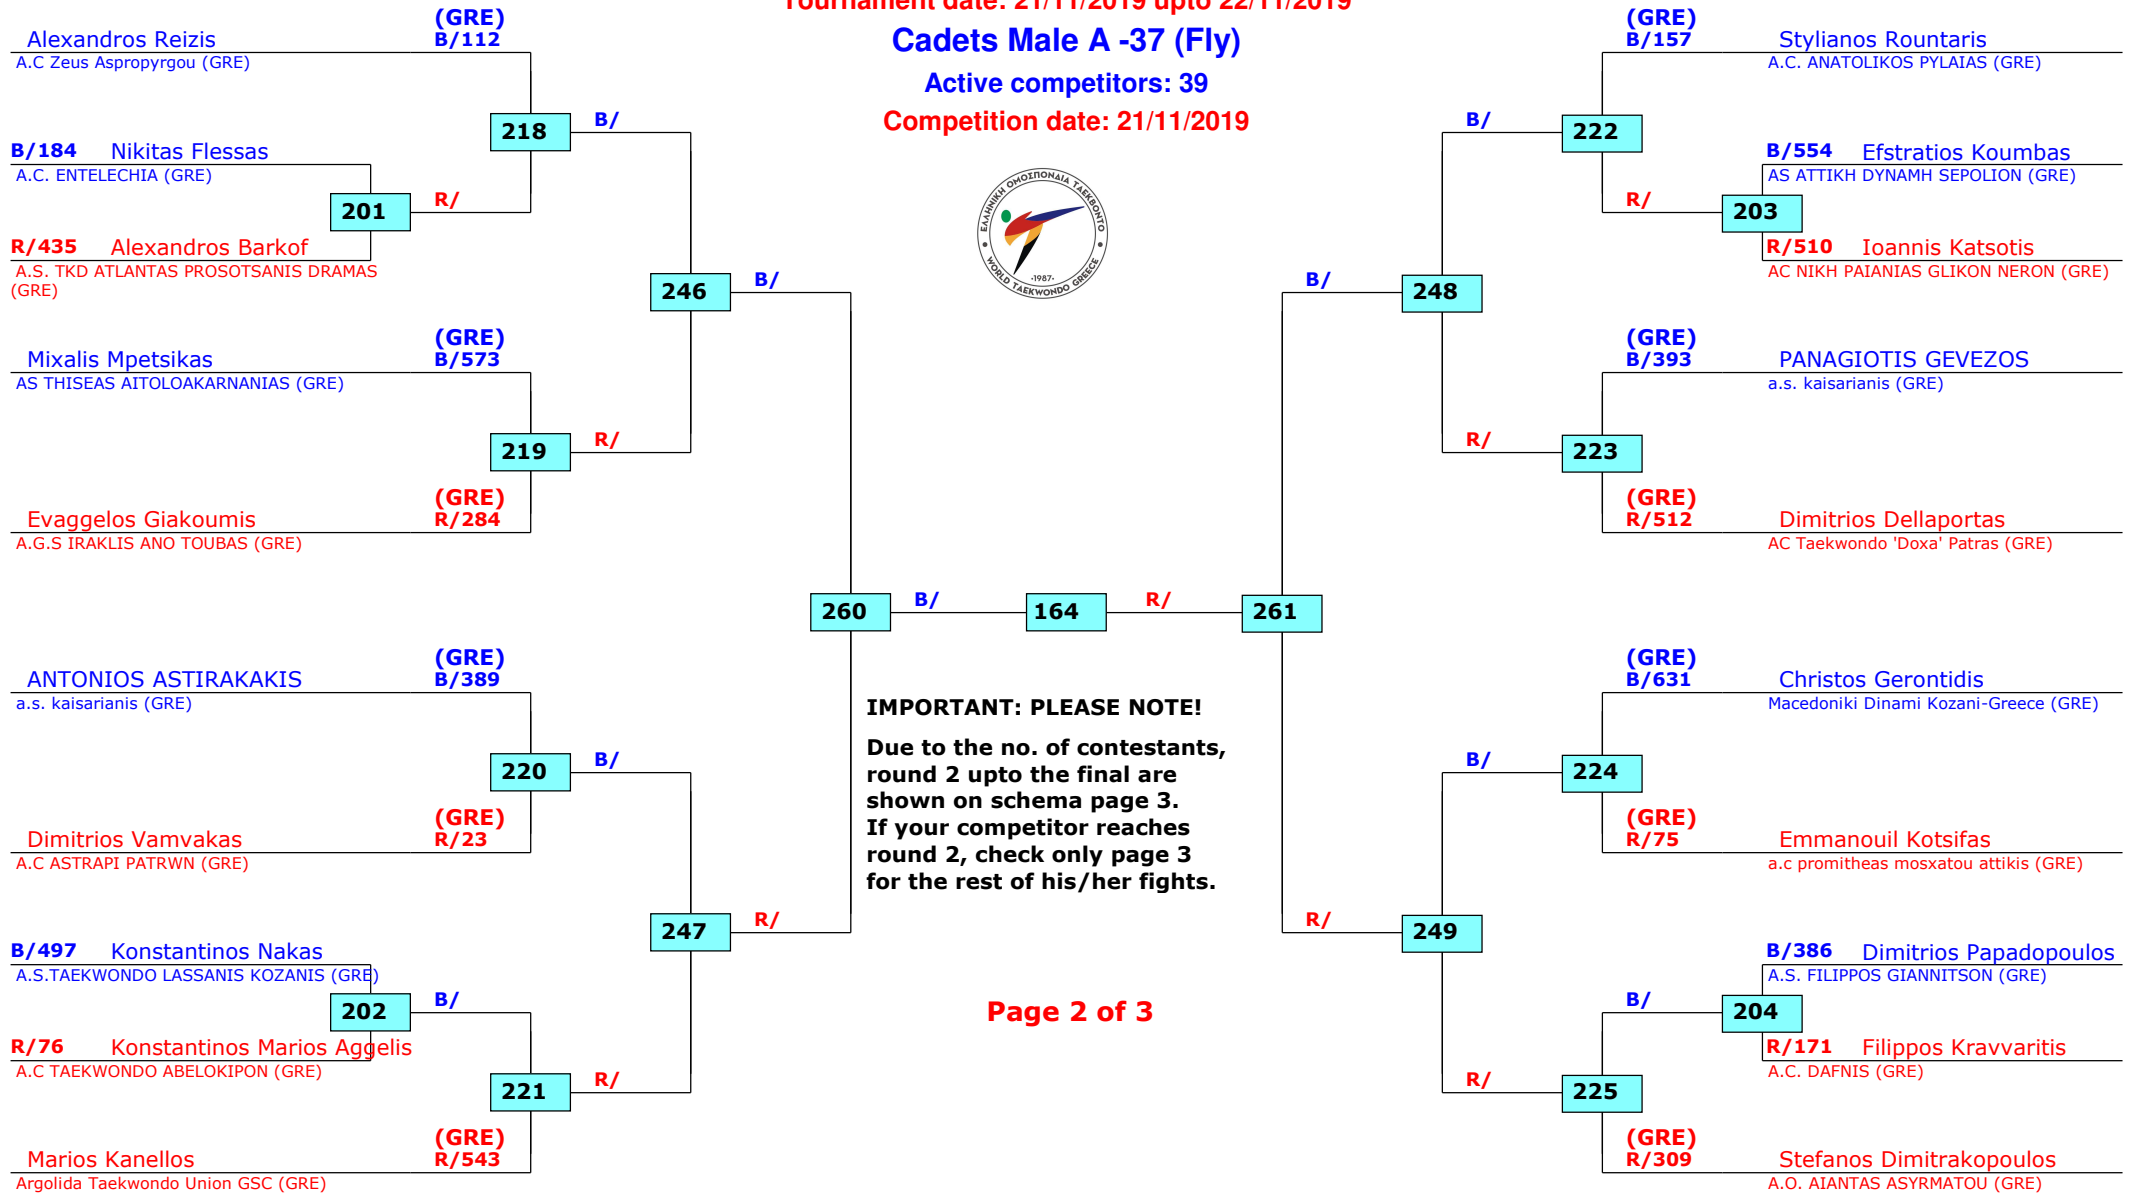 Tournament date: 21/11/2019 upto 22/11/2019
Cadets Male A -37 (Fly)
Active competitors: 39
Competition date: 21/11/2019
ΕΛΛΗΝΙΚΗ ΟΜΟΣΠΟΝΔΙΑ ΤΑΕΚΒΟΝΤΟ
·1987·
WORLD TAEKWONDO GREECE
(GRE)
Alexandros Reizis B/112
A.C Zeus Aspropyrgou (GRE)
218
B/
B/184 Nikitas Flessas
A.C. ENTELECHIA (GRE)
201
R/
R/435 Alexandros Barkof
A.S. TKD ATLANTAS PROSOTSANIS DRAMAS
(GRE)
246
B/
(GRE)
Mixalis Mpetsikas B/573
AS THISEAS AITOLOAKARNANIAS (GRE)
219
R/
(GRE)
Evaggelos Giakoumis R/284
A.G.S IRAKLIS ANO TOUBAS (GRE)
260
B/
164
R/
261
(GRE)
ANTONIOS ASTIRAKAKIS B/389
a.s. kaisarianis (GRE)
220
B/
(GRE)
Dimitrios Vamvakas R/23
A.C ASTRAPI PATRWN (GRE)
247
R/
B/497 Konstantinos Nakas
A.S.TAEKWONDO LASSANIS KOZANIS (GRE)
202
B/
R/76 Konstantinos Marios Aggelis
A.C TAEKWONDO ABELOKIPON (GRE)
221
R/
(GRE)
Marios Kanellos R/543
Argolida Taekwondo Union GSC (GRE)
IMPORTANT: PLEASE NOTE!
Due to the no. of contestants,
round 2 upto the final are
shown on schema page 3.
If your competitor reaches
round 2, check only page 3
for the rest of his/her fights.
Page 2 of 3
(GRE)
B/157 Stylianos Rountaris
A.C. ANATOLIKOS PYLAIAS (GRE)
B/
222
B/554 Efstratios Koumbas
AS ATTIKH DYNAMH SEPOLION (GRE)
R/
203
R/510 Ioannis Katsotis
AC NIKH PAIANIAS GLIKON NERON (GRE)
B/
248
(GRE)
B/393 PANAGIOTIS GEVEZOS
a.s. kaisarianis (GRE)
R/
223
(GRE)
R/512 Dimitrios Dellaportas
AC Taekwondo 'Doxa' Patras (GRE)
(GRE)
B/631 Christos Gerontidis
Macedoniki Dinami Kozani-Greece (GRE)
B/
224
(GRE)
R/75 Emmanouil Kotsifas
a.c promitheas mosxatou attikis (GRE)
R/
249
B/386 Dimitrios Papadopoulos
A.S. FILIPPOS GIANNITSON (GRE)
B/
204
R/171 Filippos Kravvaritis
A.C. DAFNIS (GRE)
R/
225
(GRE)
R/309 Stefanos Dimitrakopoulos
A.O. AIANTAS ASYRMATOU (GRE)